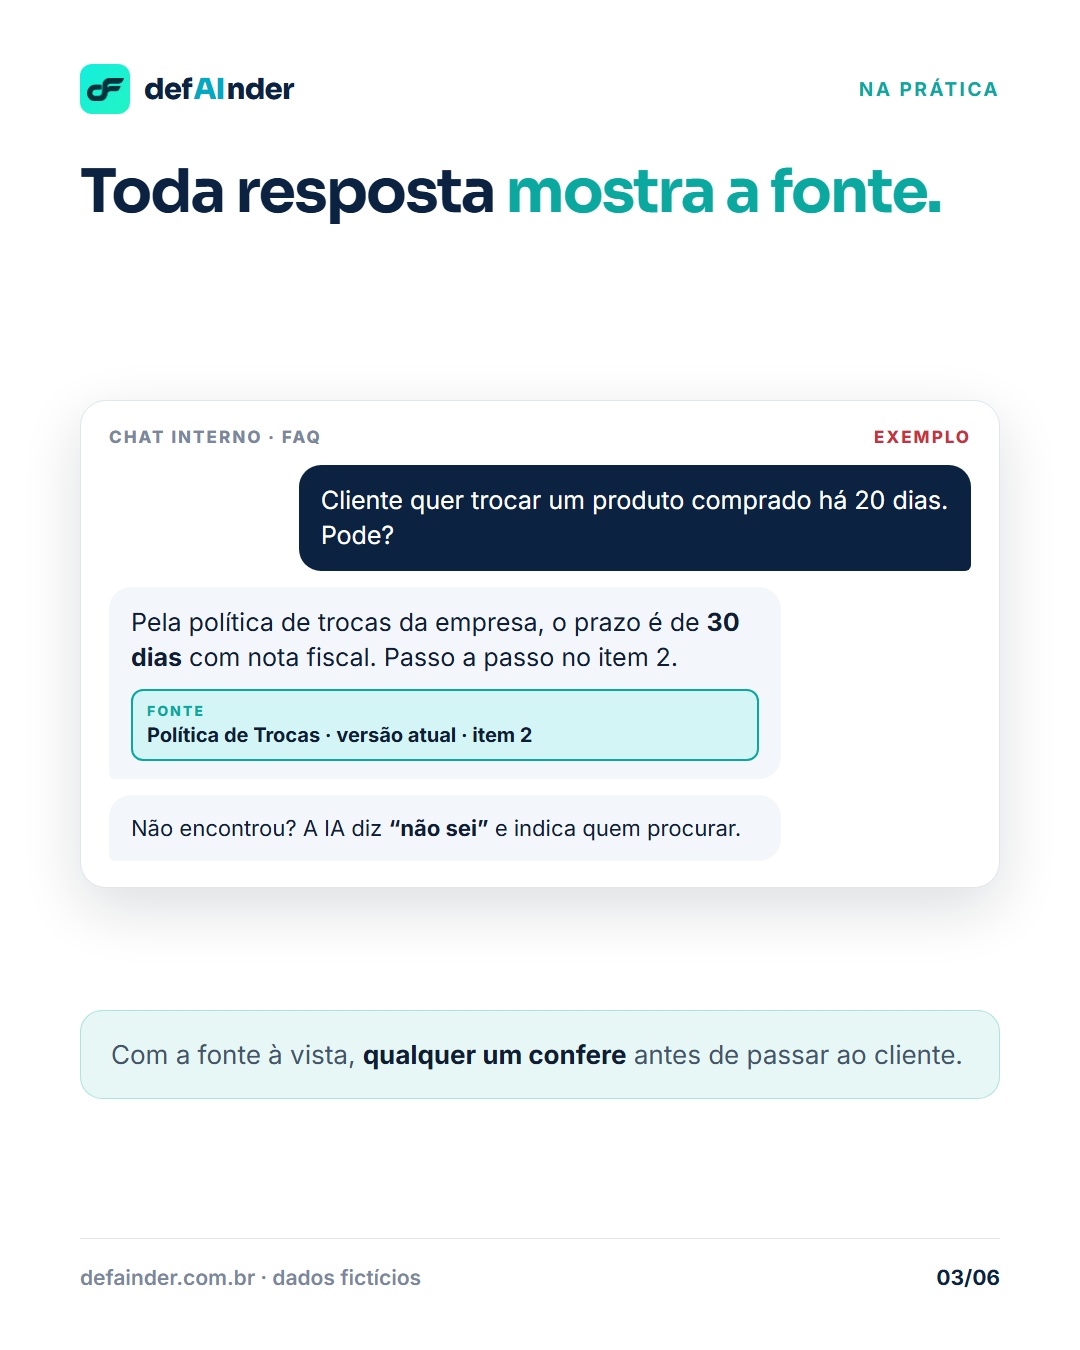 defAInder
NA PRÁTICA
Toda resposta mostra a fonte.
CHAT INTERNO · FAQ
EXEMPLO
Cliente quer trocar um produto comprado há 20 dias.
Pode?
Pela política de trocas da empresa, o prazo é de 30
dias com nota fiscal. Passo a passo no item 2.
FONTE
Política de Trocas · versão atual · item 2
Não encontrou? A IA diz “não sei” e indica quem procurar.
Com a fonte à vista, qualquer um confere antes de passar ao cliente.
defainder.com.br · dados fictícios
03/06